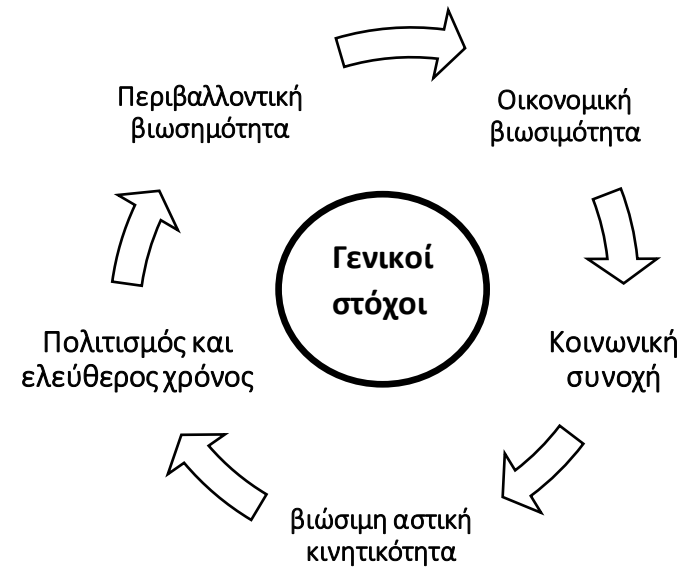 Περιβαλλοντική
βιωσημότητα
Οικονομική
βιωσιμότητα
Γενικοί
στόχοι
Πολιτισμός και
ελεύθερος χρόνος
Κοινωνική
συνοχή
βιώσιμη αστική
κινητικότητα